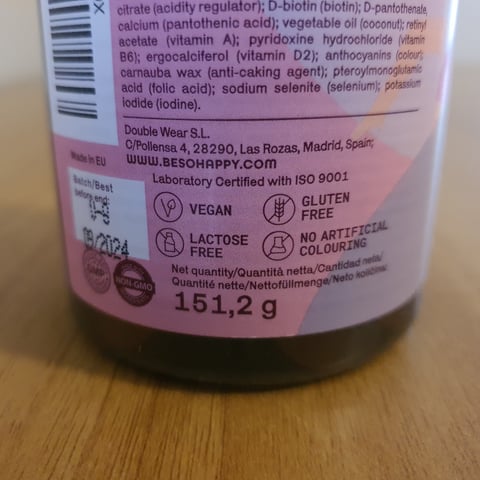 citrate (acidity regulator); D-biotin (biotin); D-pantothenate,
calcium (pantothenic acid); vegetable oil (coconut); retinyl
acetate (vitamin A); pyridoxine hydrochloride (vitamin
B6); ergocalciferol (vitamin D2); anthocyanins (colour);
carnauba wax (anti-caking agent); pteroylmonoglutamic
acid (folic acid); sodium selenite (selenium); potassium
iodide (iodine).
Double Wear S.L.
C/Pollensa 4, 28290, Las Rozas, Madrid, Spain;
WWW.BESOHAPPY.COM
Made in EU
Laboratory Certified with ISO 9001
Batch/Best
before end:
09/2024
VEGAN
GLUTEN
FREE
LACTOSE
FREE
NO ARTIFICIAL
COLOURING
GMP
NON-GMO
Net quantity/Quantità netta/Cantidad neta/
Quantité nette/Nettofüllmenge/Neto količina:
151,2 g